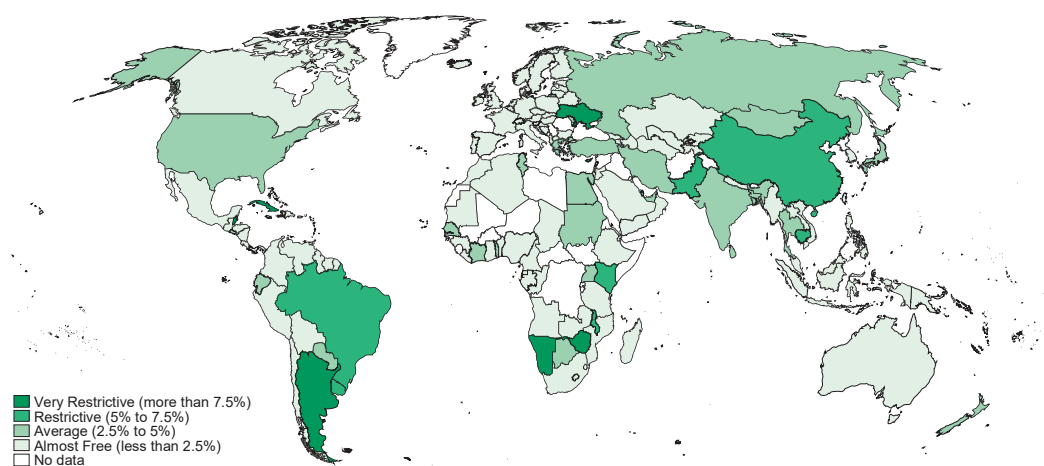 Very Restrictive (more than 7.5%)
Restrictive (5% to 7.5%)
Average (2.5% to 5%)
Almost Free (less than 2.5%)
No data